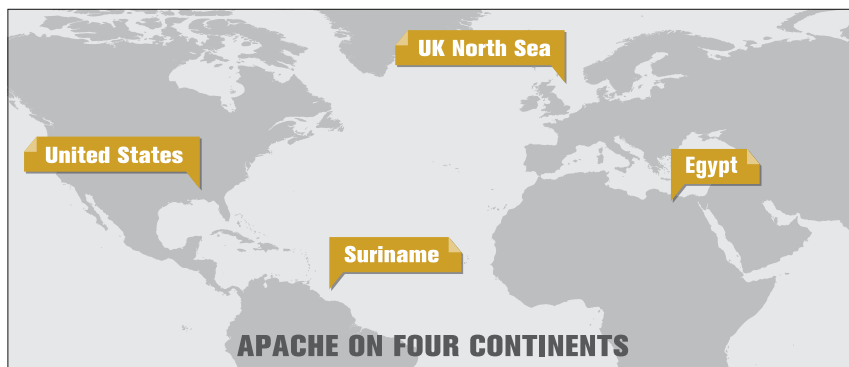 UK North Sea
United States
Egypt
Suriname
APACHE ON FOUR CONTINENTS